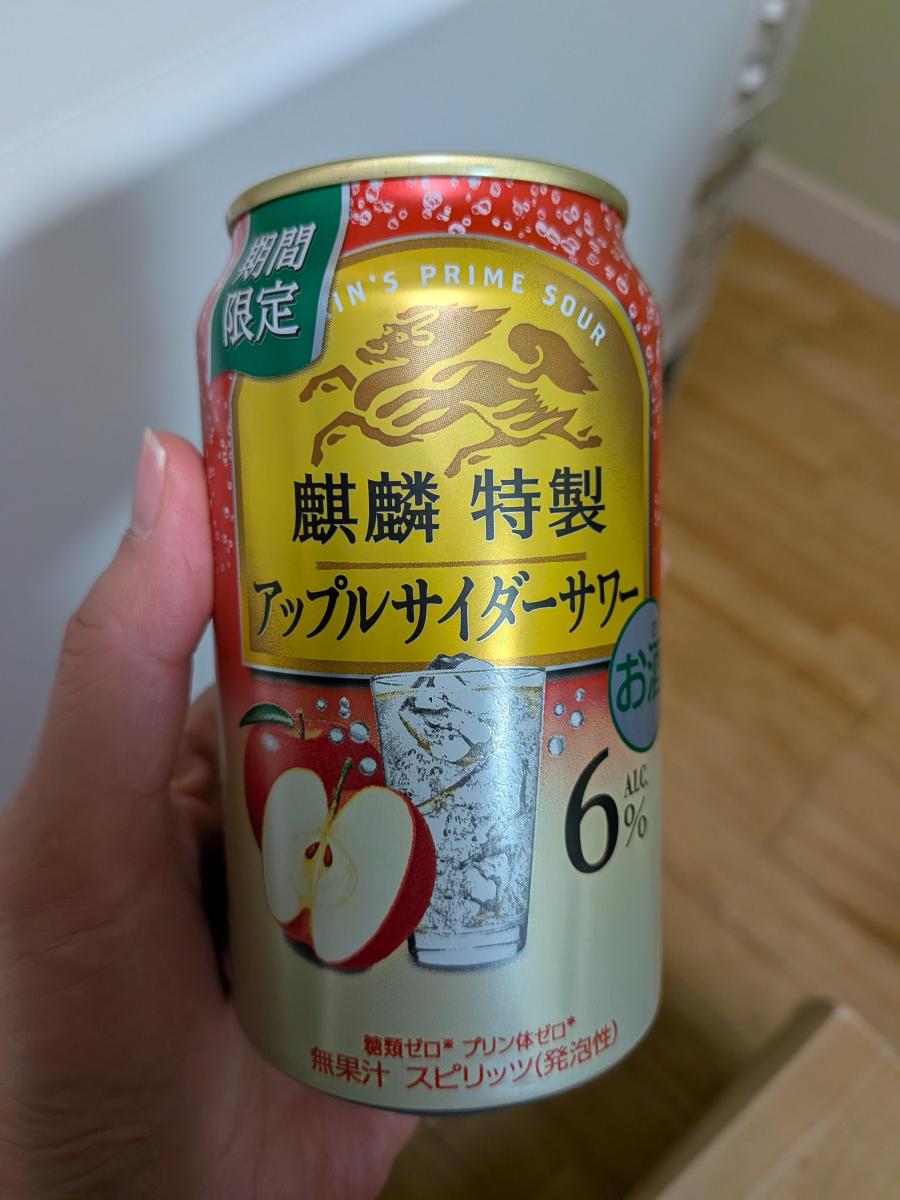 期間
限定
IN'S PRIME SOUR
麒麟 特製
アップルサイダーサワー
お酒
6
ALC.
%
糖類ゼロ※ プリン体ゼロ※
無果汁 スピリッツ(発泡性)